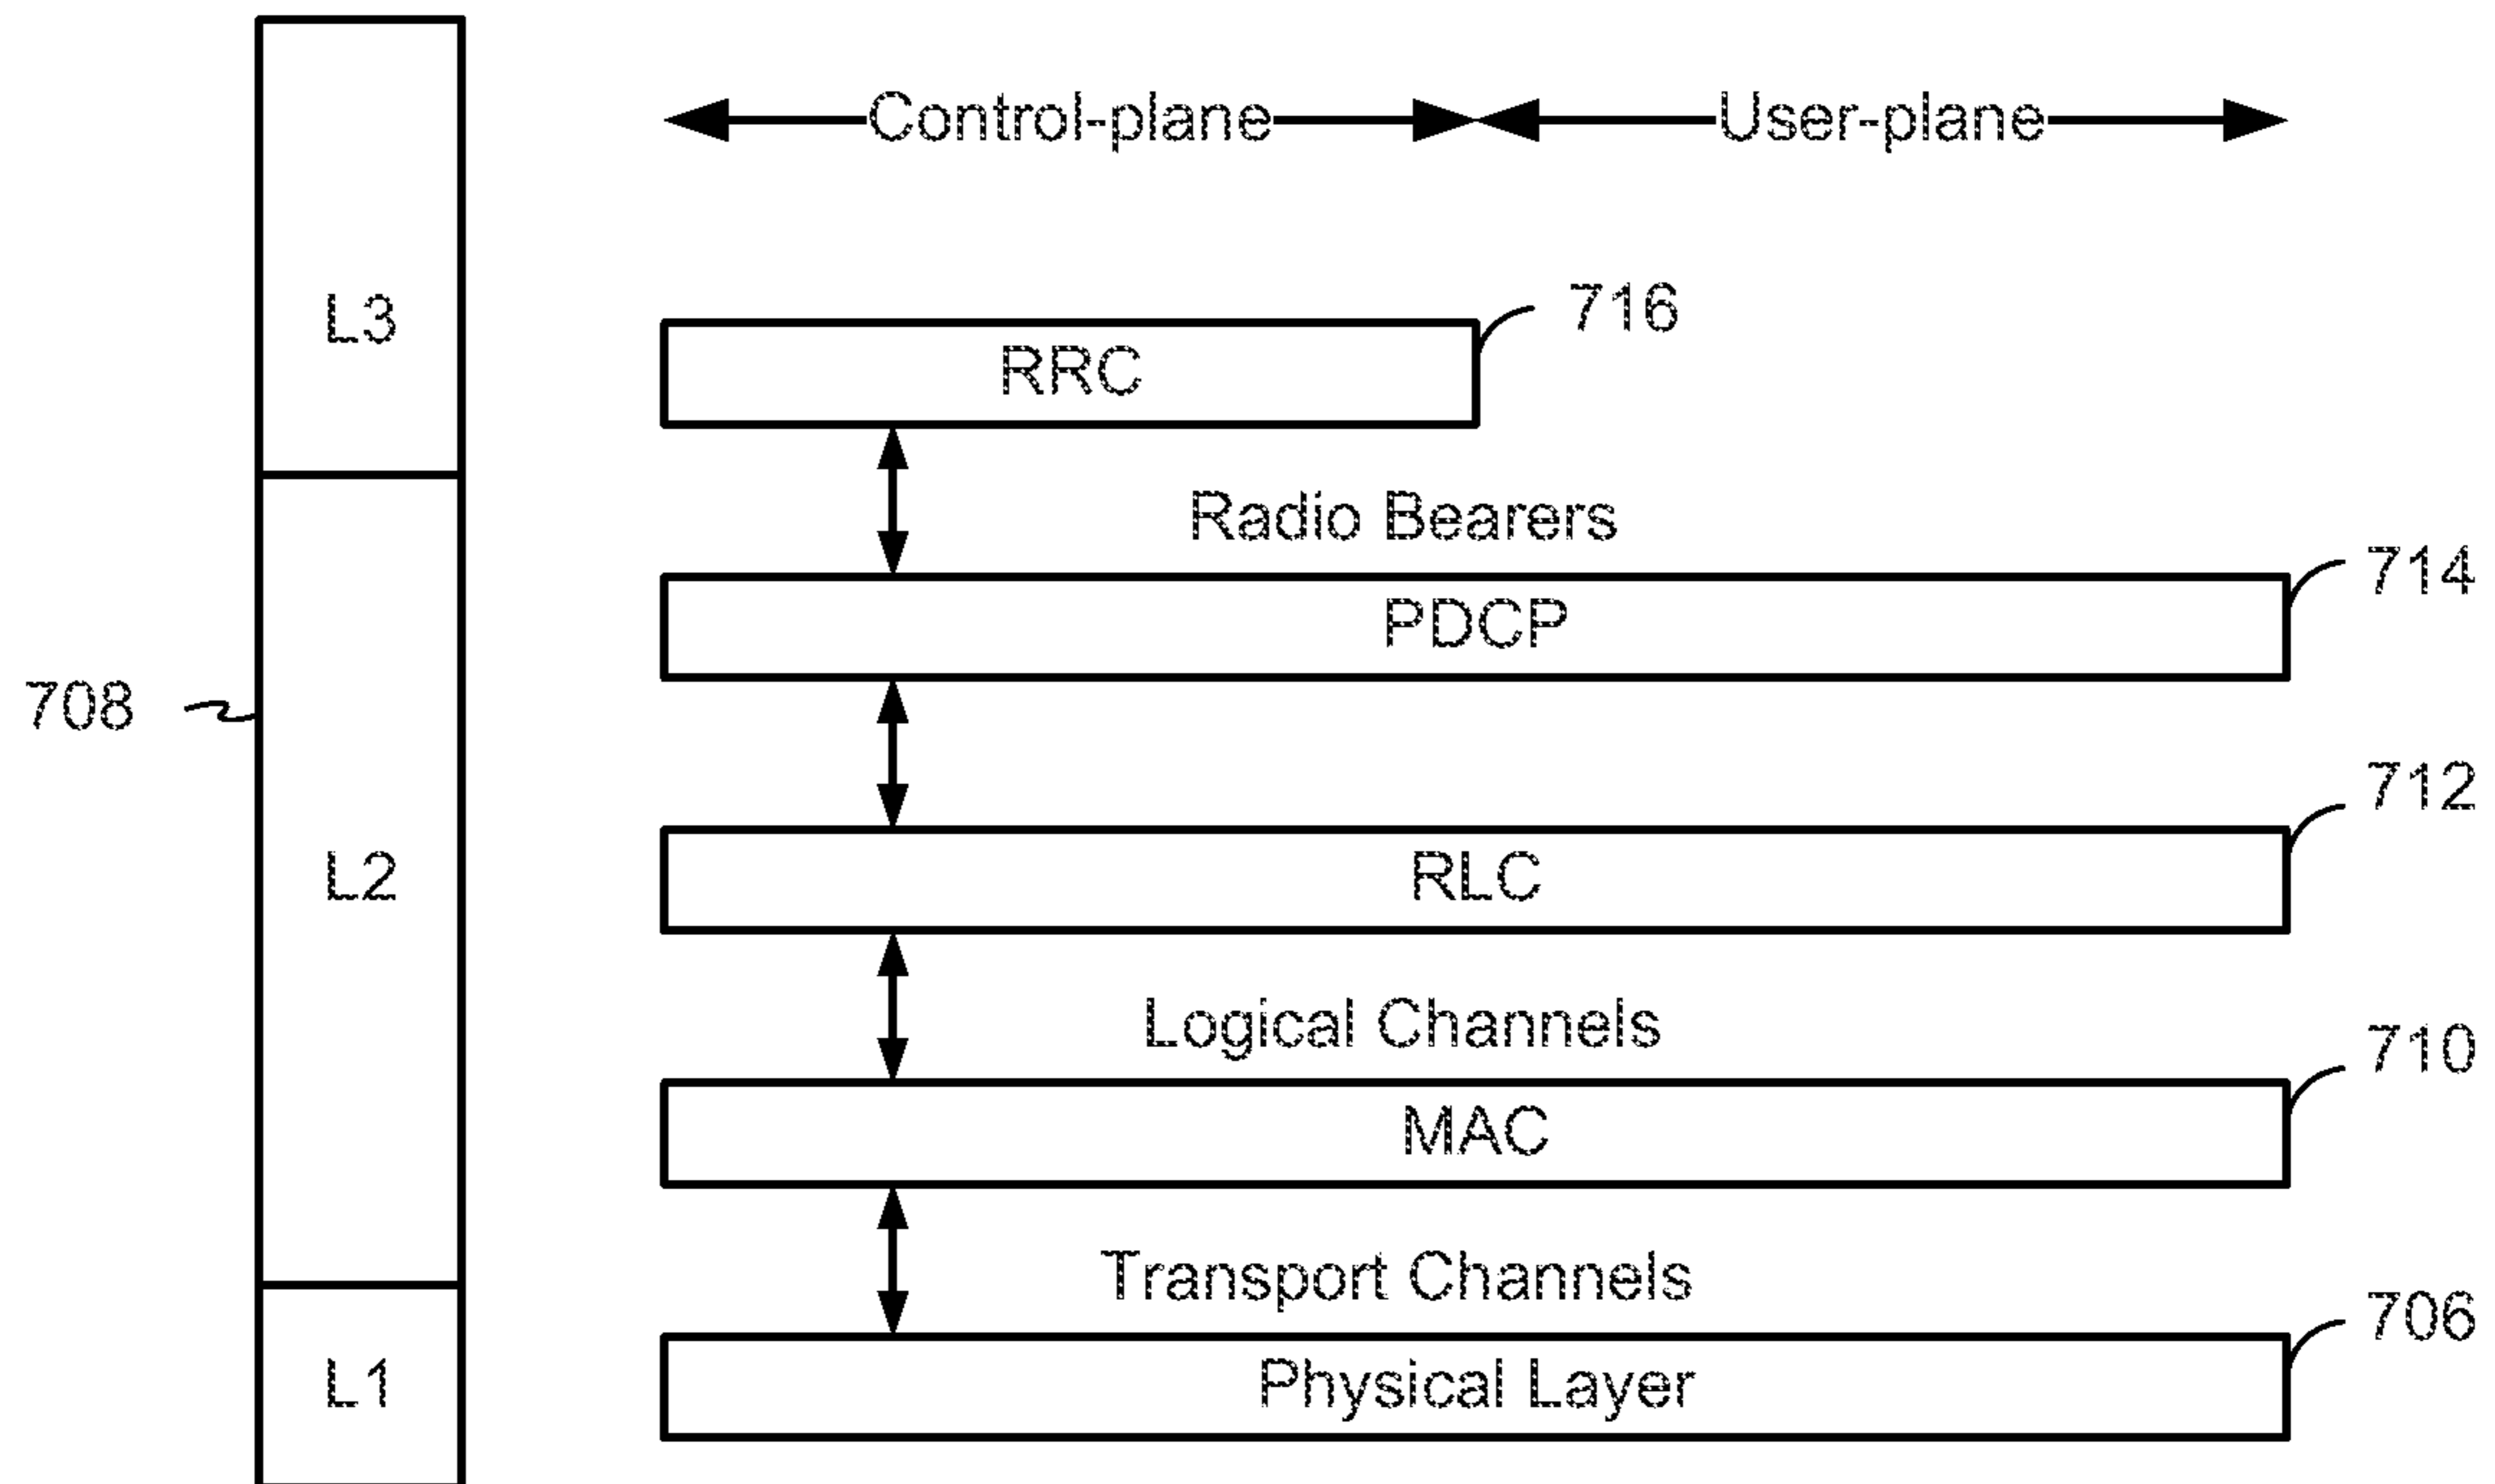 Control-plane User-plane
L3
716
RRC
Radio Bearers
714
PDCP
708
712
L2
RLC
Logical Channels
710
MAC
Transport Channels
706
L1
Physical Layer